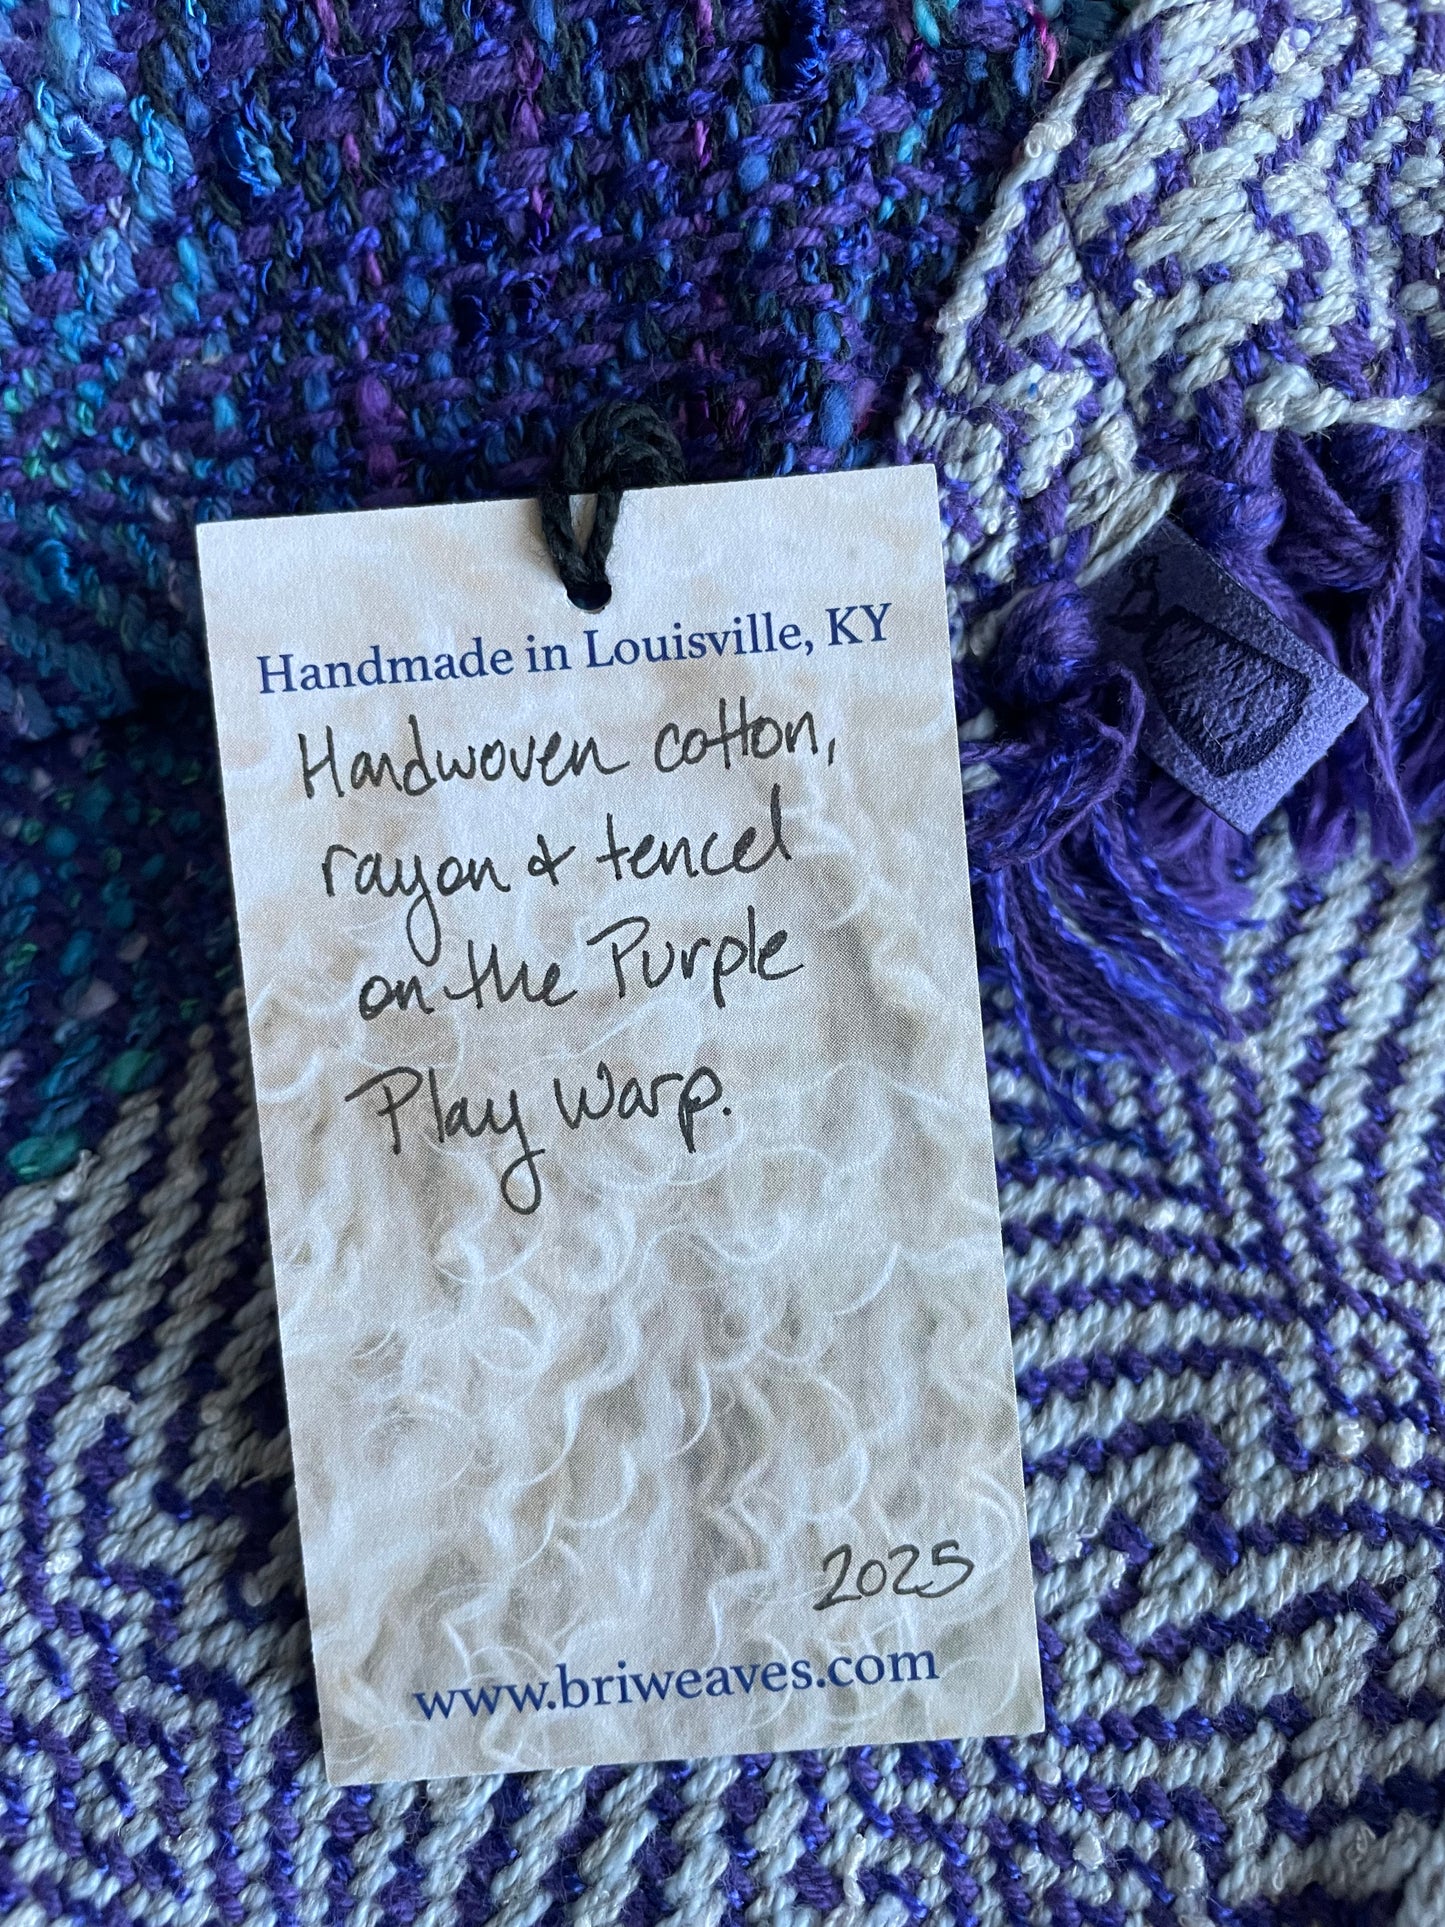 Handmade in Louisville, KY
Handwoven cotton,
rayon & tencel
on the Purple
Play Warp.
2025
www.briweaves.com